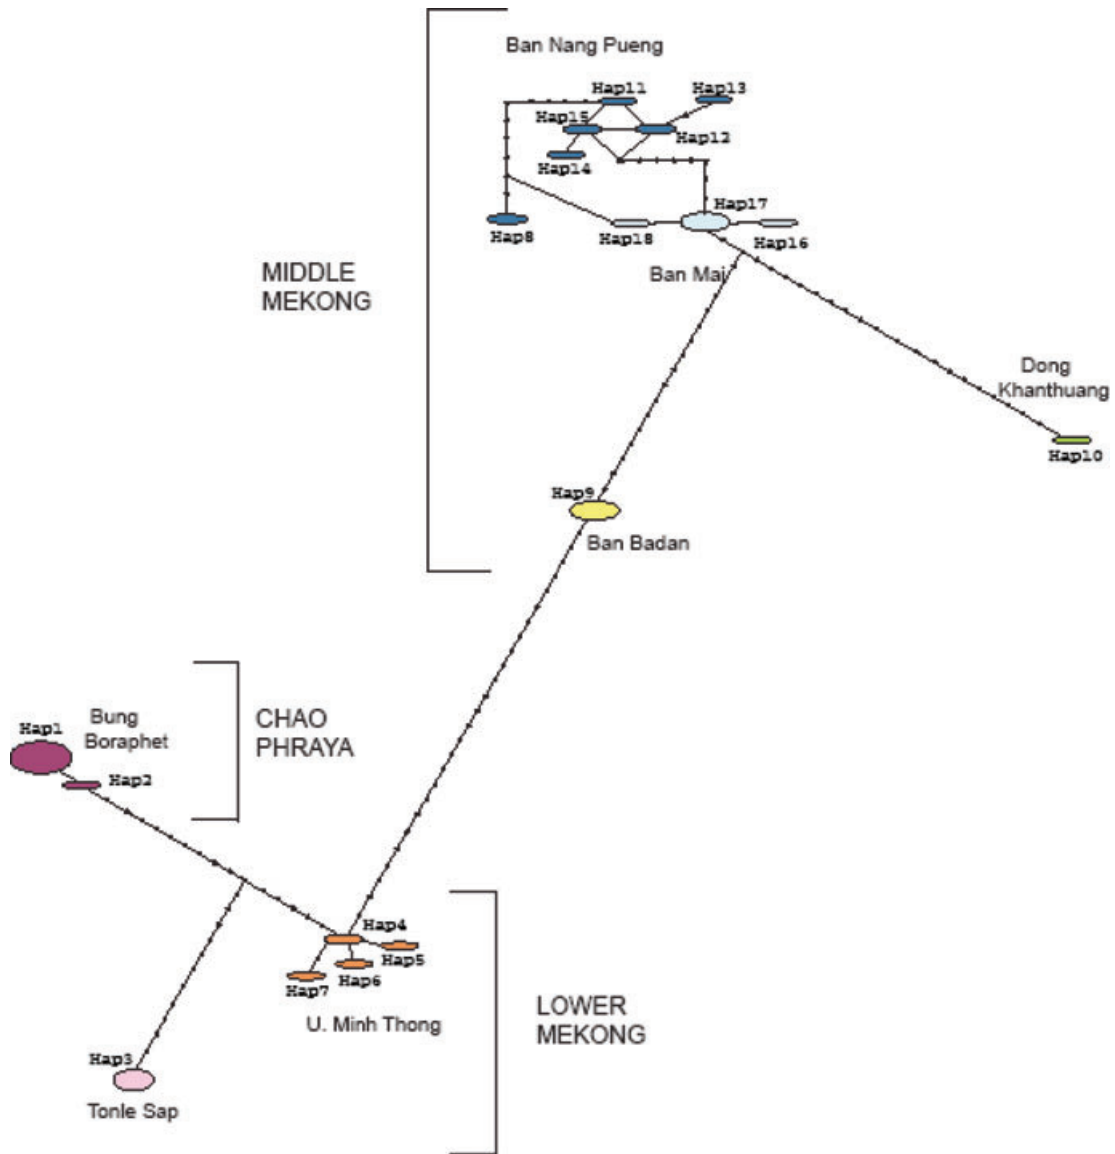 Ban Nang Pueng
Hap11
Hap13
Hap15
Hap12
Hap14
Hap17
Hap8
Hap18
Hap16
Ban Mai
MIDDLE
MEKONG
Dong
Khanthuang
Hap10
Hap9
Ban Badan
Bung
Boraphet
Hap1
Hap2
CHAO
PHRAYA
Hap4
Hap5
Hap6
Hap7
U. Minh Thong
LOWER
MEKONG
Hap3
Tonle Sap